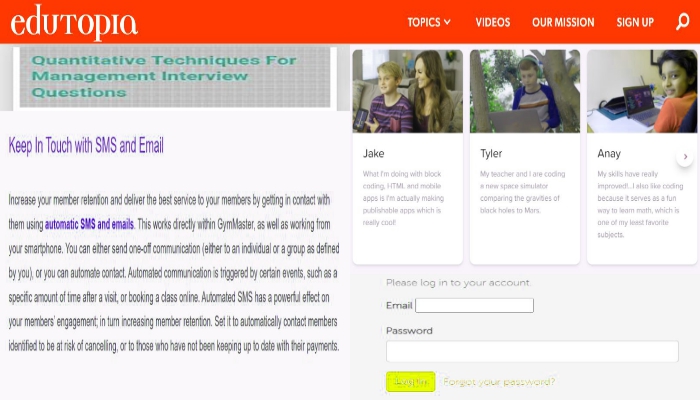 edutopia
TOPICS
VIDEOS
OUR MISSION
SIGN UP
Quantitative Techniques For
Management Interview
Questions
Keep In Touch with SMS and Email
Increase your member retention and deliver the best service to your members by getting in contact with
them using automatic SMS and emails. This works directly within GymMaster, as well as working from
your smartphone. You can either send one-off communication (either to an individual or a group as defined
by you), or you can automate contact. Automated communication is triggered by certain events, such as a
specific amount of time after a visit, or booking a class online. Automated SMS has a powerful effect on
your members' engagement; in turn increasing member retention. Set it to automatically contact members
identified to be at risk of cancelling, or to those who have not been keeping up to date with their payments.
Jake
What I'm doing with block
coding, HTML and mobile
apps is I'm actually making
publishable apps which is
really cool!
Tyler
My teacher and I are coding
a new space simulator
comparing the gravities of
black holes to Mars.
Anay
My skills have really
improved!...I also like coding
because it serves as a fun
way to learn math, which is
one of my least favorite
subjects.
Please log in to your account.
Email
Password
Forgot your password?